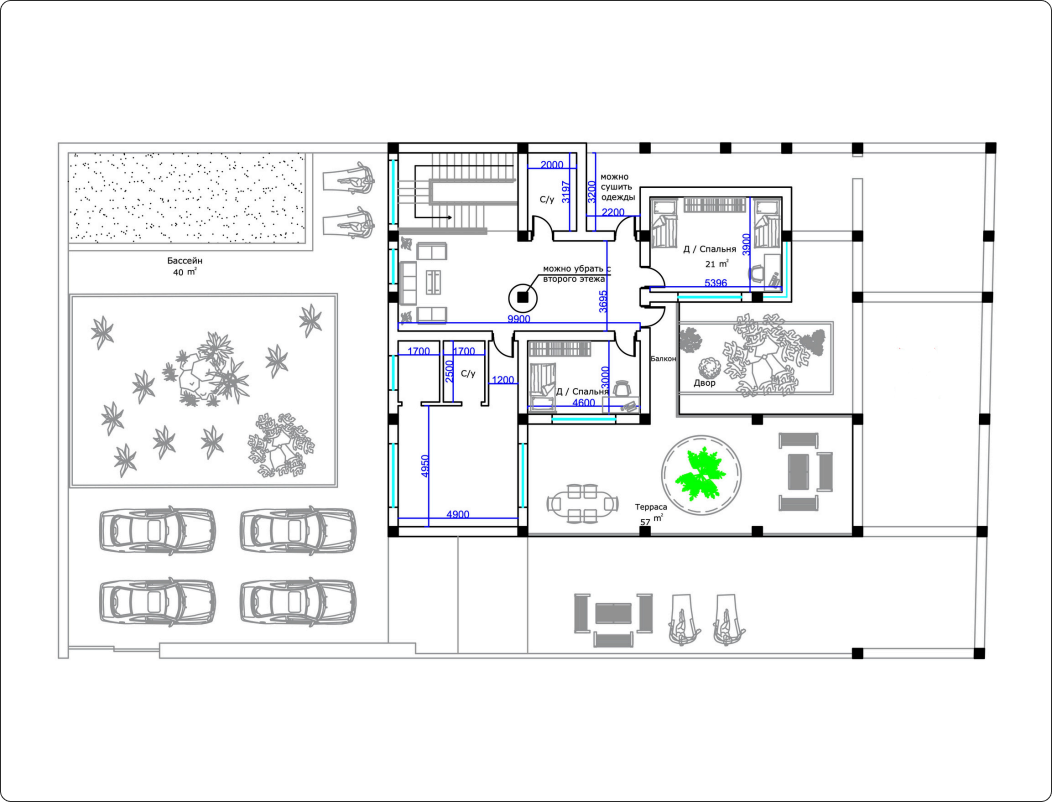 2000
3197
С/у
3200
можно
сушить
одежды
2200
Д / Спальня
21 m²
3900
5396
Бассейн
40 m²
можно убрать с
второго этежа
3695
9900
1700
1700
2500
С/у
1200
Д / Спальня
3000
4600
Балкон
Двор
4950
4900
Терраса
57 m²